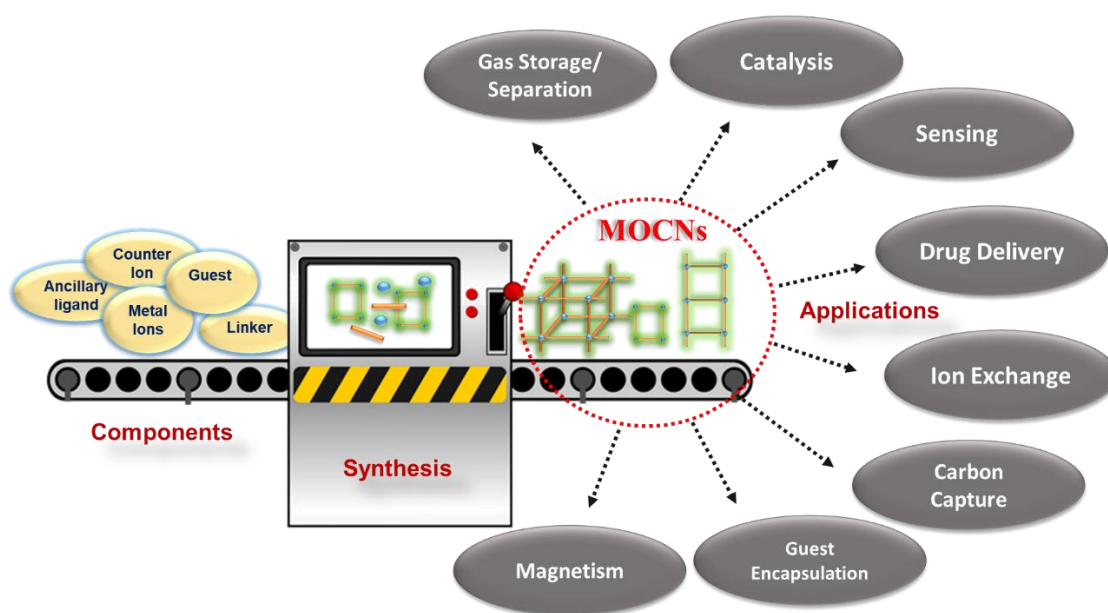 Gas Storage/
Separation
Catalysis
Sensing
MOCNs
Drug Delivery
Counter
Ion
Guest
Ancillary
ligand
Metal
Ions
Linker
Applications
Ion Exchange
Components
Synthesis
Carbon
Capture
Magnetism
Guest
Encapsulation